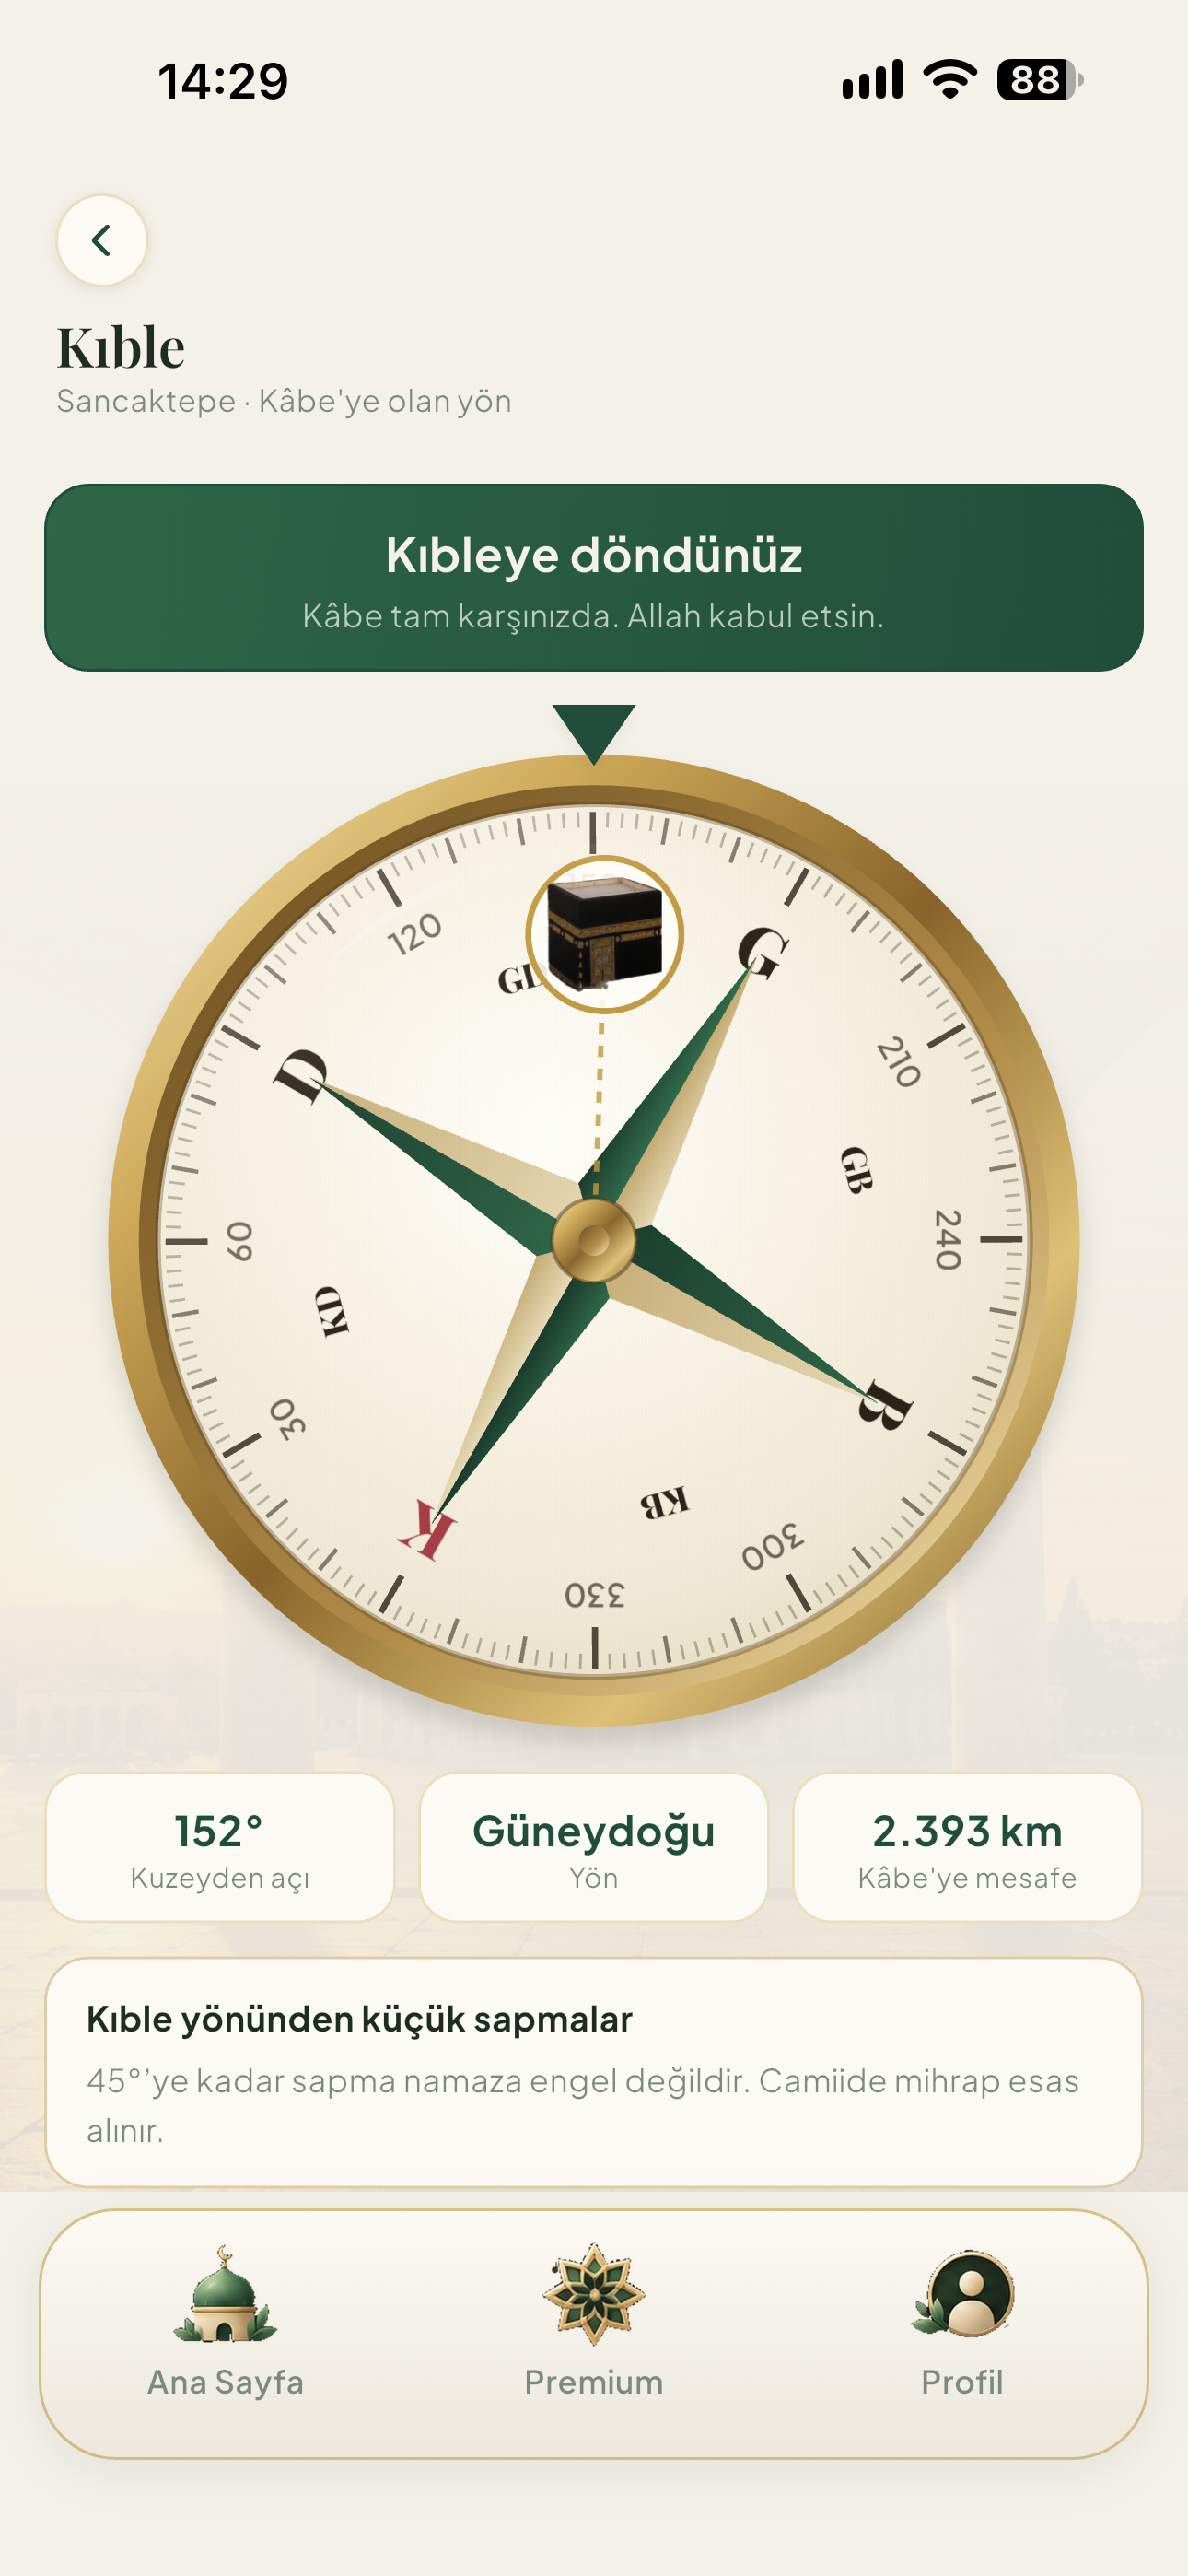 14:29
88
Kıble
Sancaktepe · Kâbe'ye olan yön
Kıbleye döndünüz
Kâbe tam karşınızda. Allah kabul etsin.
120
G
D
210
GB
60
240
KD
30
B
K
KB
300
330
152°
Kuzeyden açı
Güneydoğu
Yön
2.393 km
Kâbe'ye mesafe
Kıble yönünden küçük sapmalar
45°’ye kadar sapma namaza engel değildir. Camiide mihrap esas
alınır.
Ana Sayfa
Premium
Profil